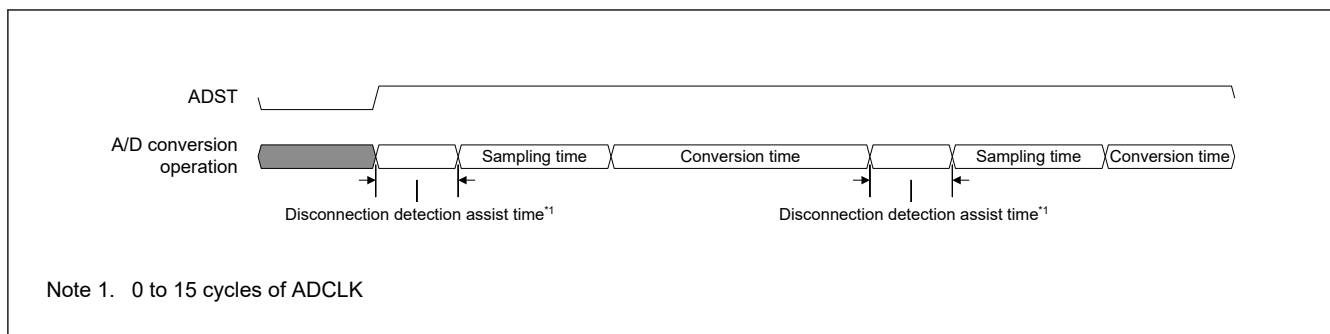 ADST
A/D conversion
operation
Sampling time
Conversion time
Sampling time
Conversion time
Disconnection detection assist time*1
Disconnection detection assist time*1
Note 1. 0 to 15 cycles of ADCLK